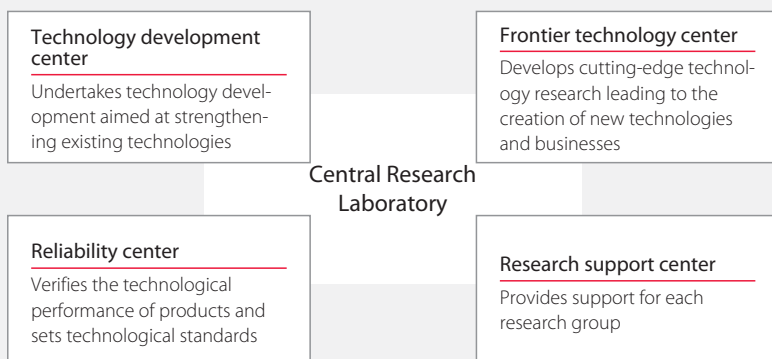 Technology development
center
Undertakes technology devel-
opment aimed at strengthen-
ing existing technologies
Frontier technology center
Develops cutting-edge technol-
ogy research leading to the
creation of new technologies
and businesses
Central Research
Laboratory
Reliability center
Verifies the technological
performance of products and
sets technological standards
Research support center
Provides support for each
research group